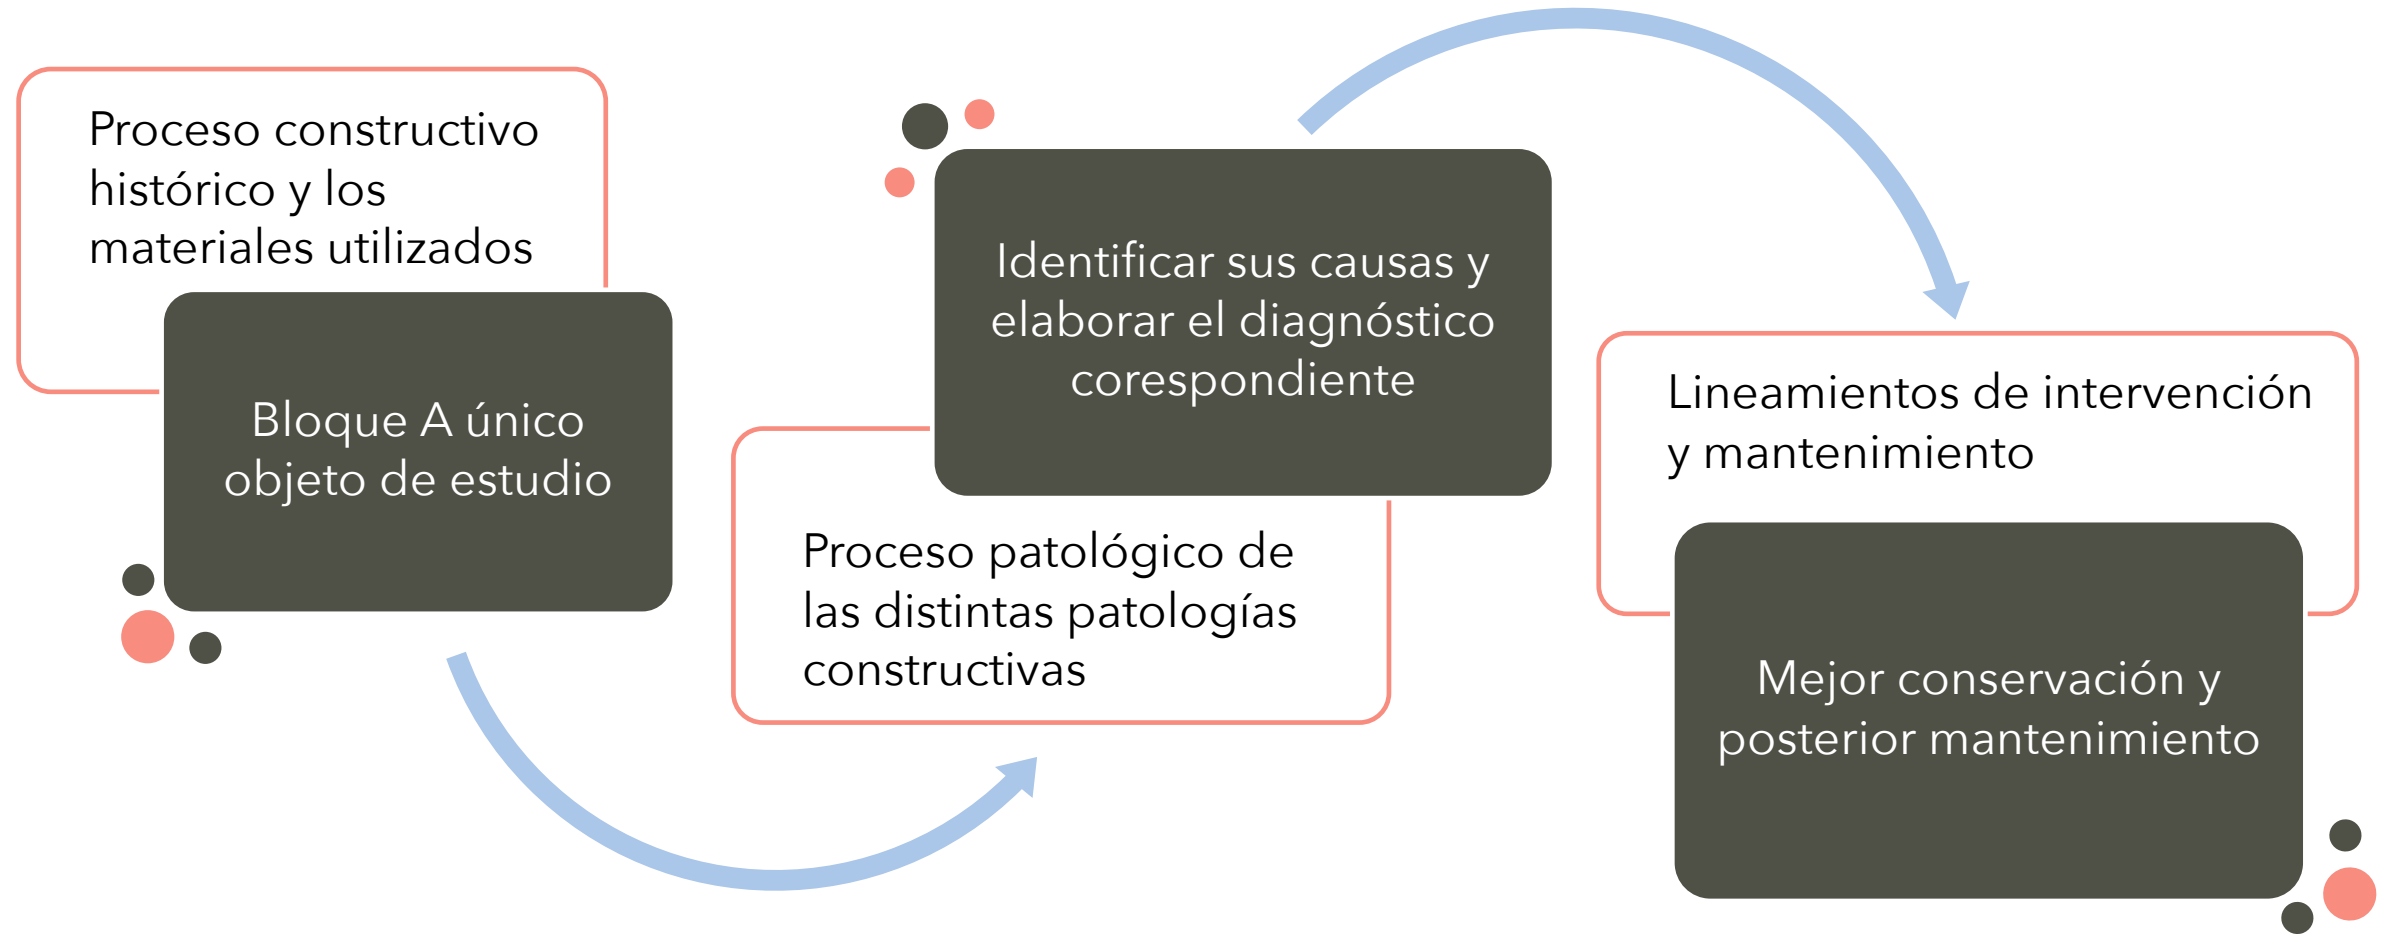 Proceso constructivo
histórico y los
materiales utilizados
Bloque A único
objeto de estudio
Identificar sus causas y
elaborar el diagnóstico
corespondiente
Proceso patológico de
las distintas patologías
constructivas
Lineamientos de intervención
y mantenimiento
Mejor conservación y
posterior mantenimiento